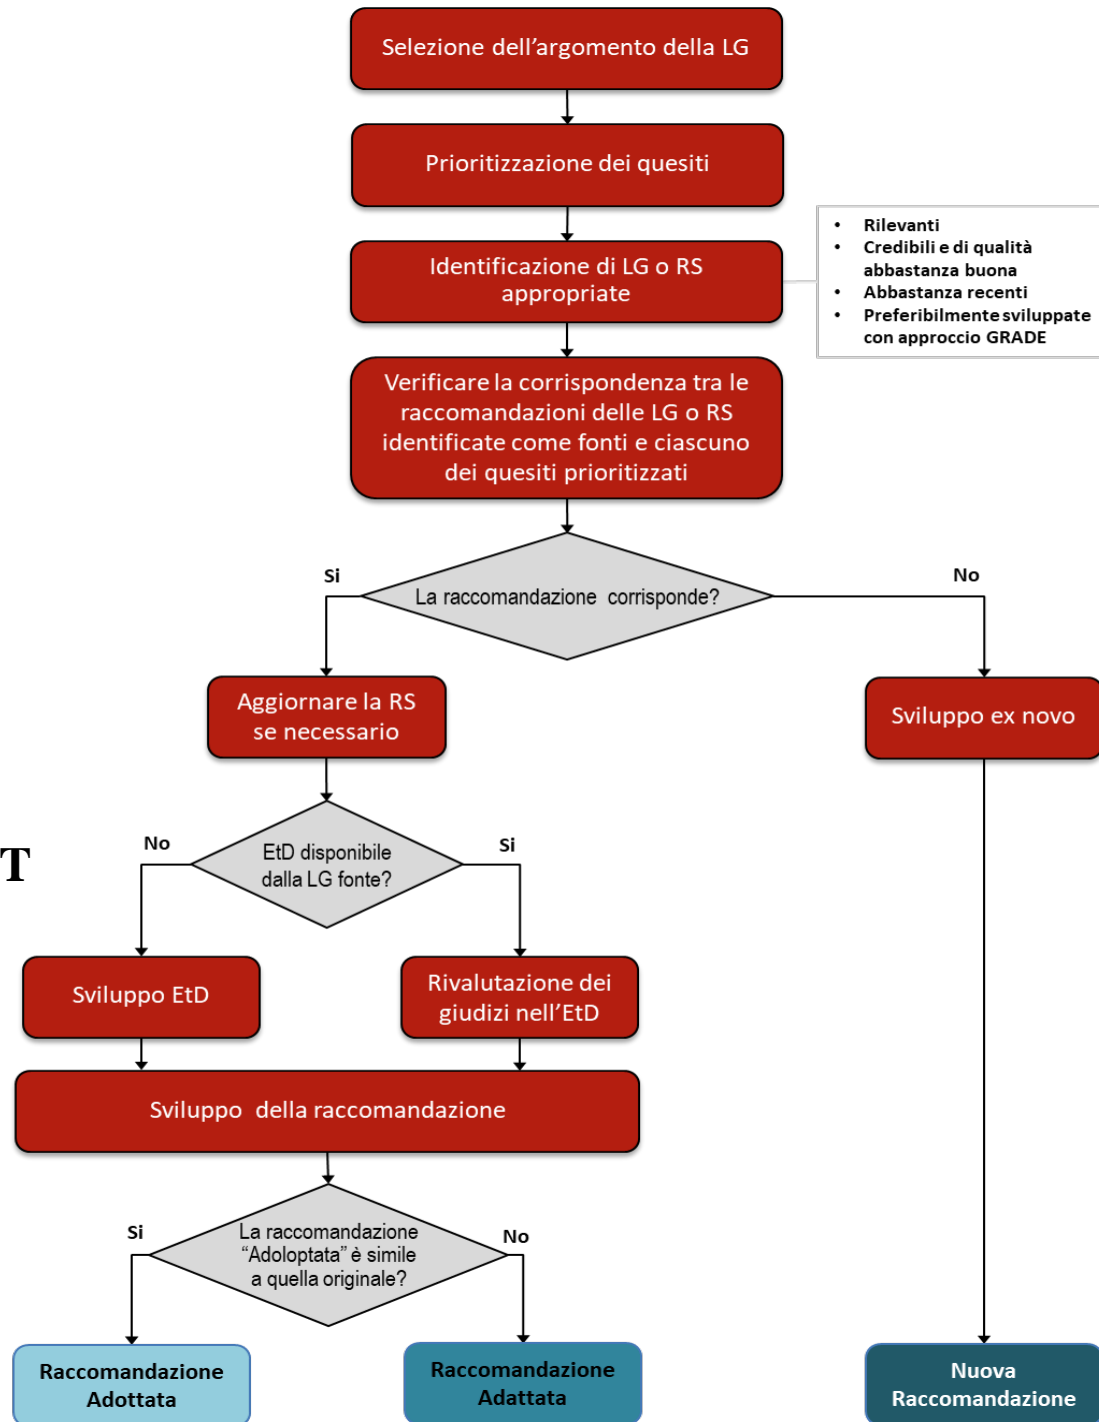 Selezione dell’argomento della LG
Prioritizzazione dei quesiti
Identificazione di LG o RS
appropriate
• Rilevanti
• Credibili e di qualità
abbastanza buona
• Abbastanza recenti
• Preferibilmente sviluppate
con approccio GRADE
Verificare la corrispondenza tra le
raccomandazioni delle LG o RS
identificate come fonti e ciascuno
dei quesiti prioritizzati
La raccomandazione corrisponde?
Si
No
Aggiornare la RS
se necessario
Sviluppo ex novo
EtD disponibile
dalla LG fonte?
No
Si
T
Sviluppo EtD
Rivalutazione dei
giudizi nell’EtD
Sviluppo della raccomandazione
La raccomandazione
“Adoloptata” è simile
a quella originale?
Si
No
Raccomandazione
Adottata
Raccomandazione
Adattata
Nuova
Raccomandazione